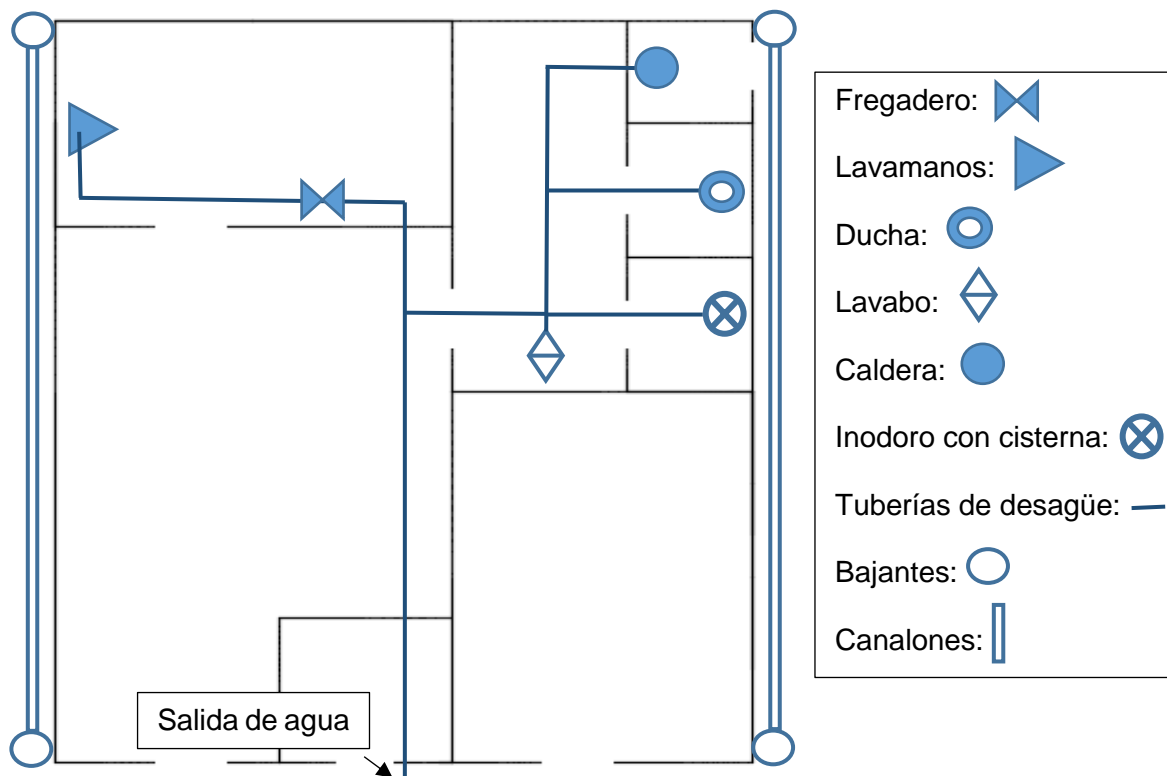 Fregadero:
Lavamanos:
Ducha:
Lavabo:
Caldera:
Inodoro con cisterna:
Tuberías de desagüe:
Bajantes:
Canalones:
Salida de agua